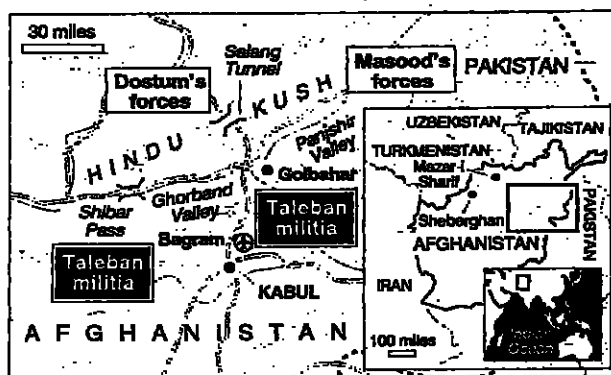 30 miles
Salang
Tunnel
Dostum's
forces
Masood's
forces
PAKISTAN
HINDU KUSH
Panjshir
Valley
Golbahar
Shibar
Pass
Ghorband
Valley
Bagram
Taleban
militia
Taleban
militia
KABUL
AFGHANISTAN
UZBEKISTAN
TAJIKISTAN
TURKMENISTAN
Mazar-i
Sharif
Sheberghan
PAKISTAN
AFGHANISTAN
IRAN
100 miles
Indian
Ocean